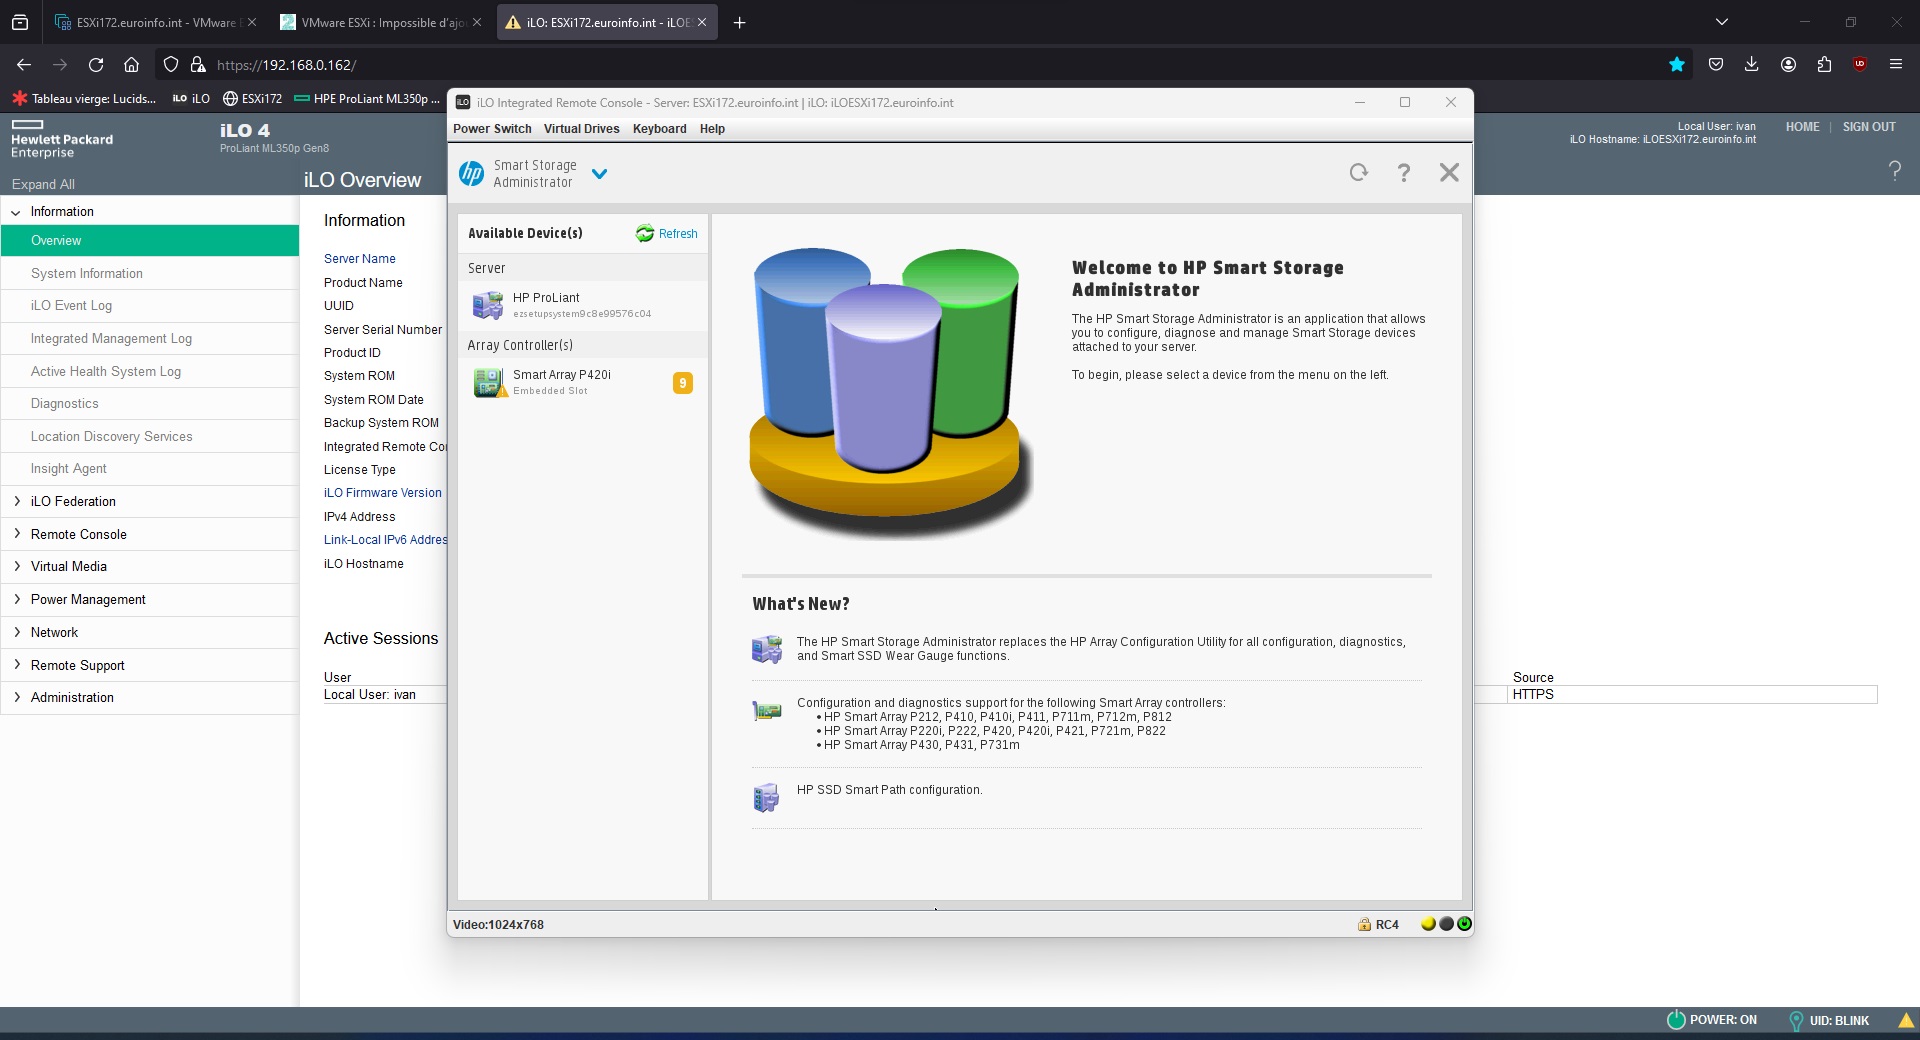 ESXi172.euroinfo.int - VMware E
VMware ESXi : Impossible d'ajo
iLO: ESXi172.euroinfo.int - iLOES
https://192.168.0.162/
Tableau vierge: Lucids...
iLO iLO
ESXi172
HPE ProLiant ML350p ...
Hewlett Packard
Enterprise
iLO 4
ProLiant ML350p Gen8
Local User: ivan
iLO Hostname: iLOESXi172.euroinfo.int
HOME | SIGN OUT
Expand All
iLO Overview
?
Information
Overview
System Information
iLO Event Log
Integrated Management Log
Active Health System Log
Diagnostics
Location Discovery Services
Insight Agent
iLO Federation
Remote Console
Virtual Media
Power Management
Network
Remote Support
Administration
Information
Server Name
Product Name
UUID
Server Serial Number
Product ID
System ROM
System ROM Date
Backup System ROM
Integrated Remote Co
License Type
iLO Firmware Version
IPv4 Address
Link-Local IPv6 Addres
iLO Hostname
Active Sessions
User
Local User: ivan
Source
HTTPS
iLO Integrated Remote Console - Server: ESXi172.euroinfo.int | iLO: iLOESXi172.euroinfo.int
Power Switch Virtual Drives Keyboard Help
hp
Smart Storage
Administrator
?
Available Device(s)
Refresh
Server
HP ProLiant
ezsetupsystem9c8e99576c04
Array Controller(s)
Smart Array P420i
Embedded Slot
9
Welcome to HP Smart Storage
Administrator
The HP Smart Storage Administrator is an application that allows
you to configure, diagnose and manage Smart Storage devices
attached to your server.
To begin, please select a device from the menu on the left.
What's New?
The HP Smart Storage Administrator replaces the HP Array Configuration Utility for all configuration, diagnostics,
and Smart SSD Wear Gauge functions.
Configuration and diagnostics support for the following Smart Array controllers:
• HP Smart Array P212, P410, P410i, P411, P711m, P712m, P812
• HP Smart Array P220i, P222, P420, P420i, P421, P721m, P822
• HP Smart Array P430, P431, P731m
HP SSD Smart Path configuration.
Video:1024x768
RC4
POWER: ON
UID: BLINK